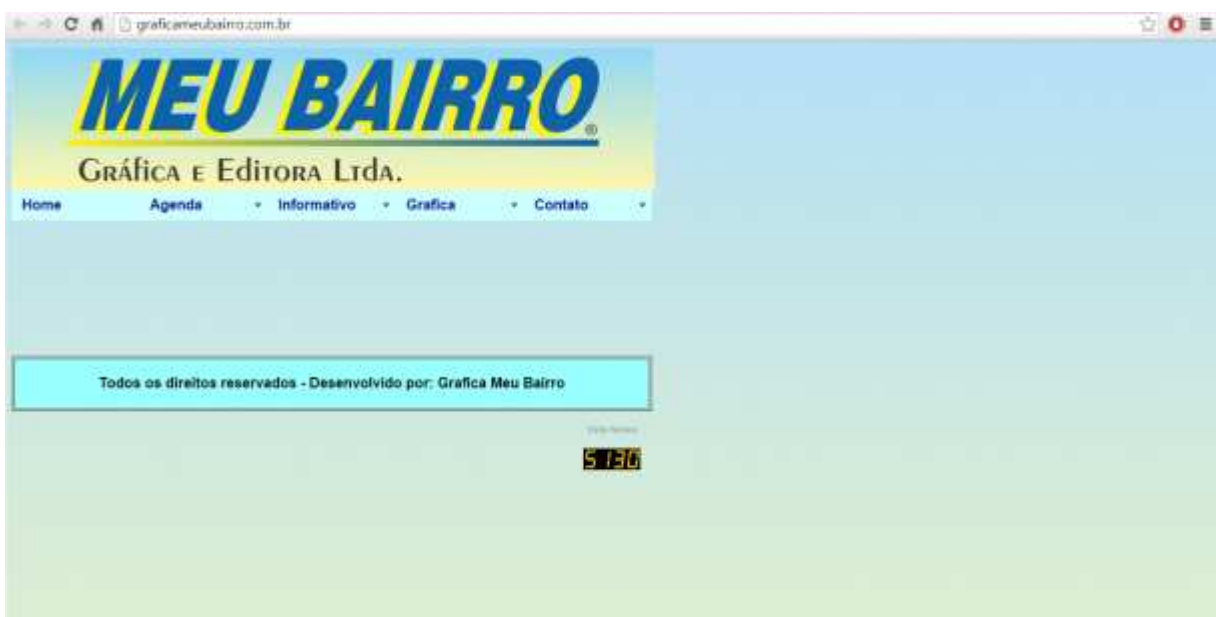 graficameubairro.com.br
MEU BAIRRO®
Gráfica e Editora Ltda.
Home Agenda Informativo Grafica Contato
Todos os direitos reservados - Desenvolvido por: Grafica Meu Bairro
5130